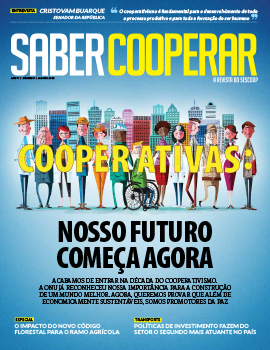 ENTREVISTA CRISTOVAM BUARQUE
SENADOR DA REPÚBLICA
“ O cooperativismo é fundamental para o desenvolvimento de todo
o processo produtivo e para toda a formação do ser humano ”
SABERCOOPERAR
A REVISTA DO SESCOOP
COOPERATIVAS:
NOSSO FUTURO
COMEÇA AGORA
ACABAMOS DE ENTRAR NA DÉCADA DO COOPERATIVISMO.
A ONU JÁ RECONHECEU NOSSA IMPORTÂNCIA PARA A CONSTRUÇÃO
DE UM MUNDO MELHOR. AGORA, QUEREMOS PROVAR QUE ALÉM DE
ECONOMICAMENTE SUSTENTÁVEIS, SOMOS PROMOTORES DA PAZ
ESPECIAL
O IMPACTO DO NOVO CÓDIGO
FLORESTAL PARA O RAMO AGRÍCOLA
TRANSPORTE
POLÍTICAS DE INVESTIMENTO FAZEM DO
SETOR O SEGUNDO MAIS ATUANTE NO PAÍS